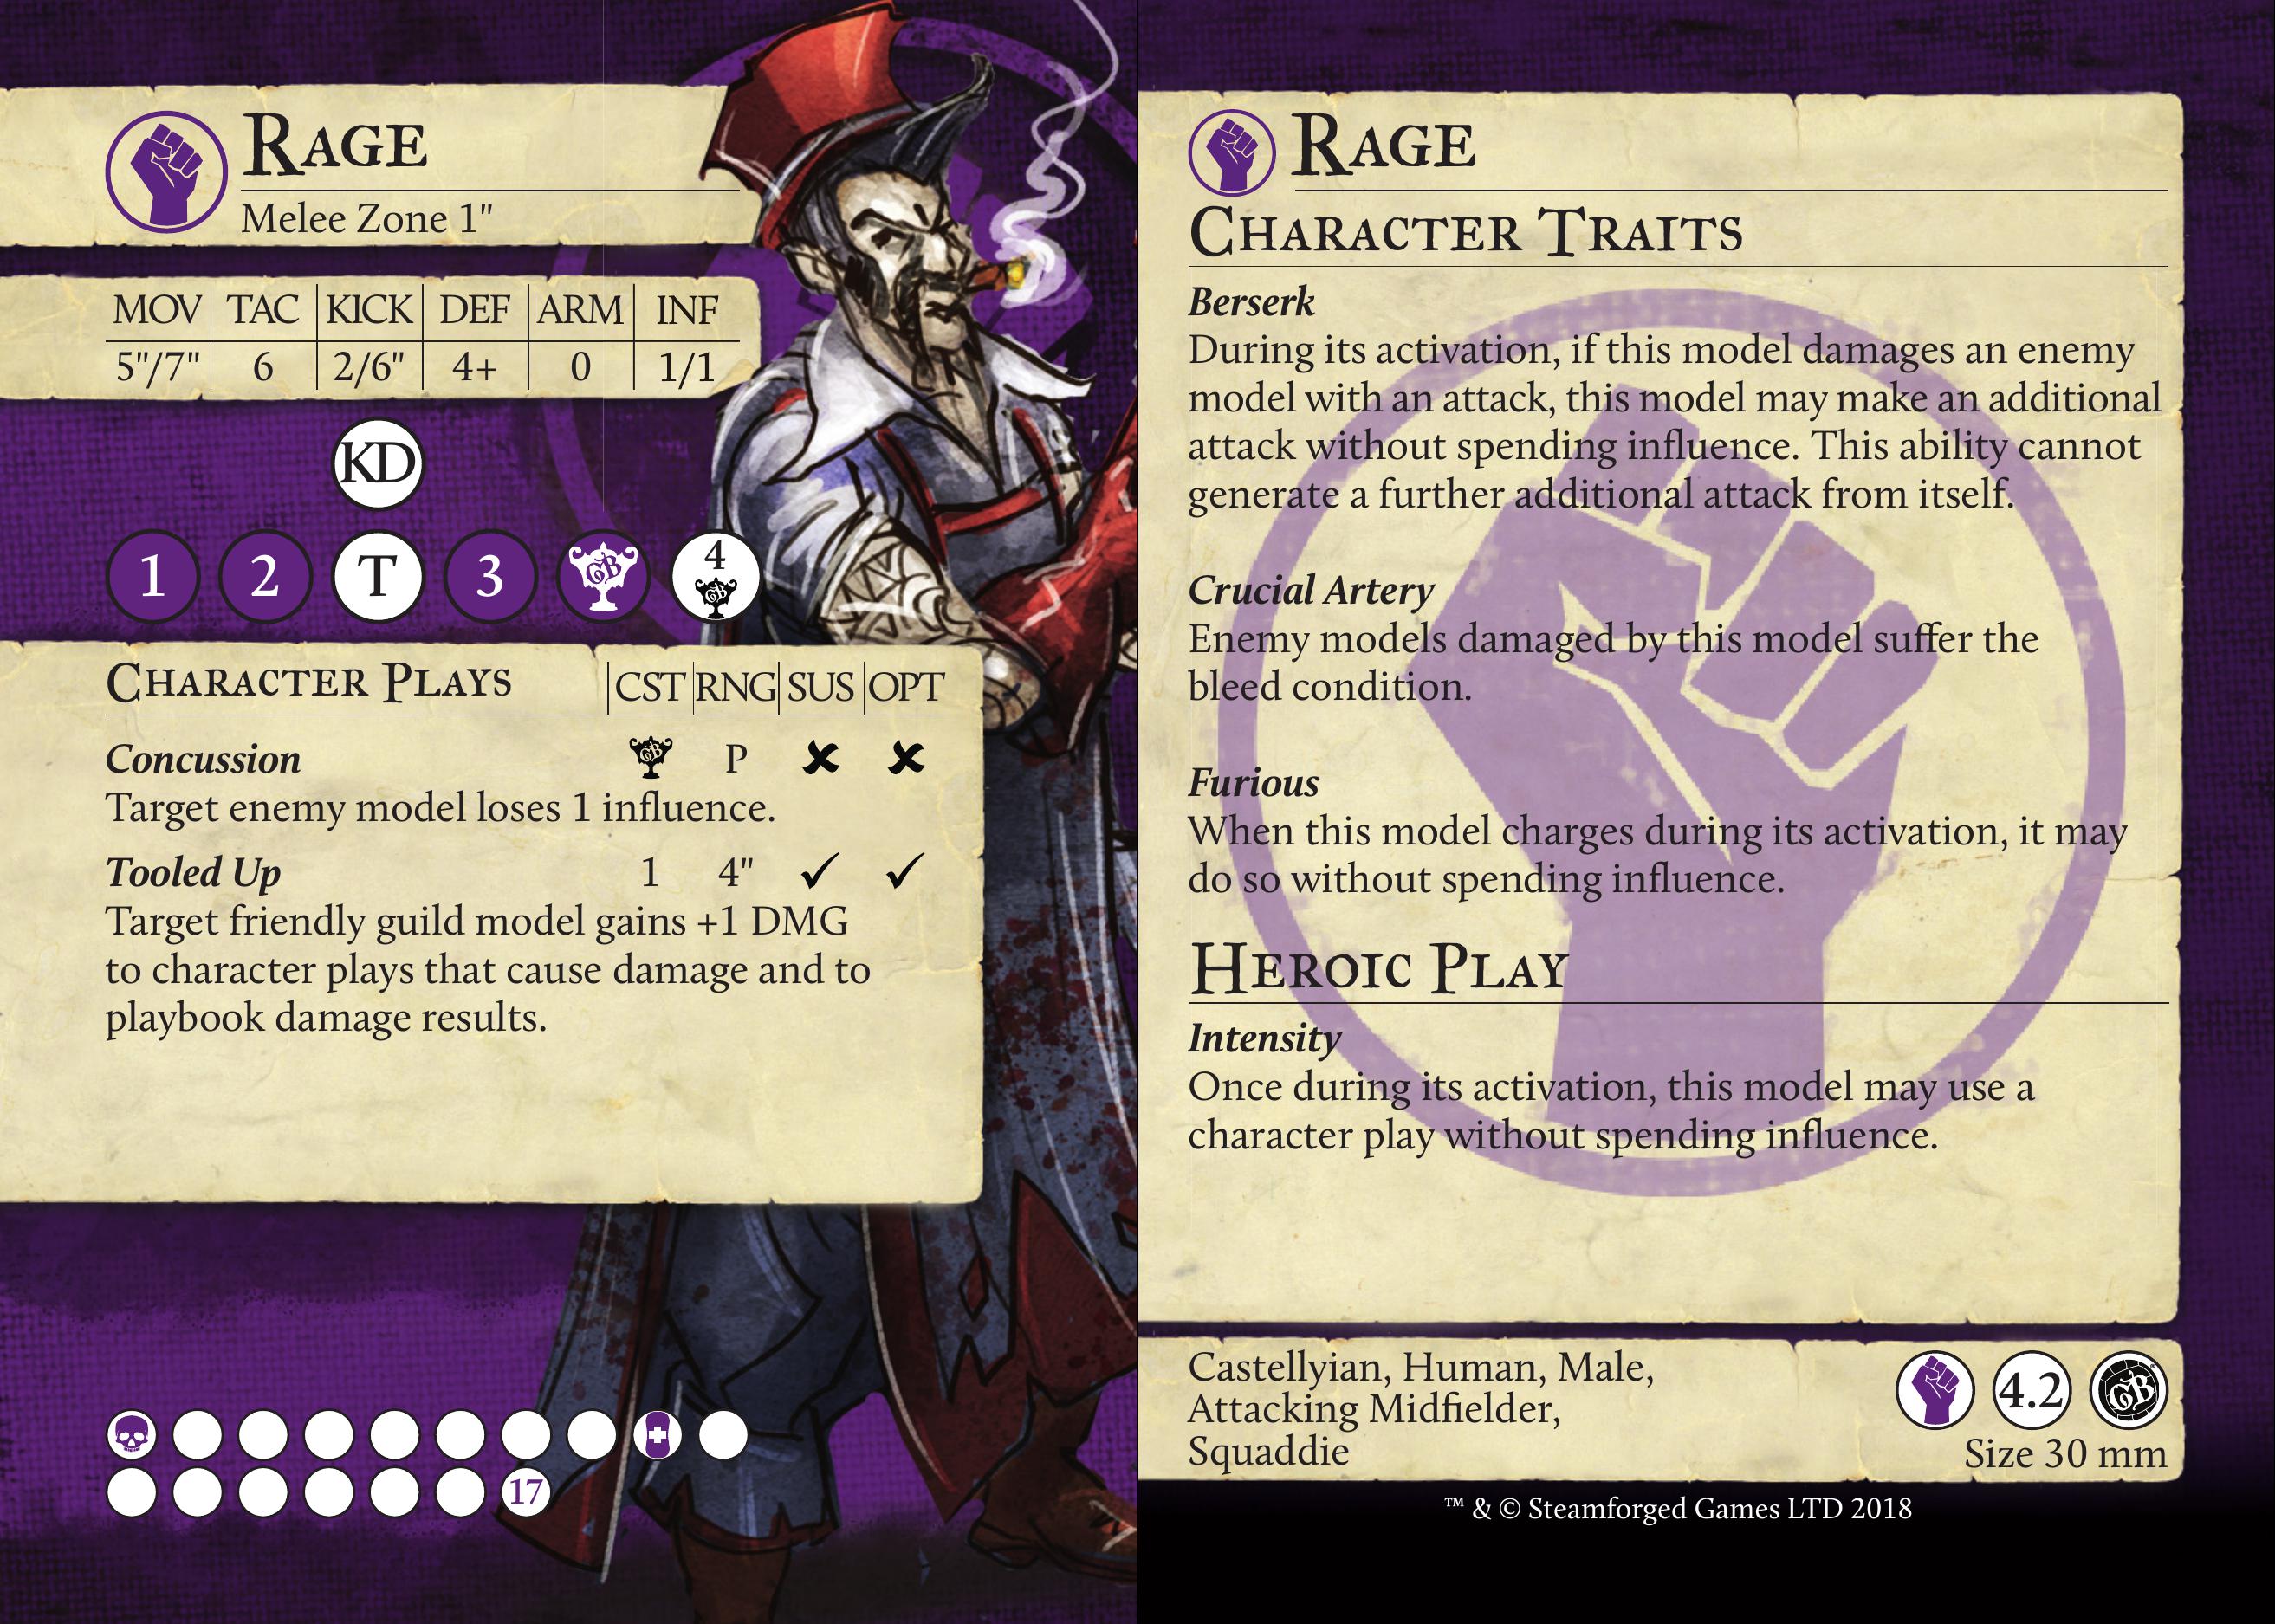 RAGE
Melee Zone 1"
MOV TAC KICK DEF ARM INF
5"/7" 6 2/6" 4+ 0 1/1
KD
1 2 T 3 GB 4 GB
CHARACTER PLAYS CST RNG SUS OPT
Concussion GB P ✘ ✘
Target enemy model loses 1 influence.
Tooled Up 1 4" ✓ ✓
Target friendly guild model gains +1 DMG
to character plays that cause damage and to
playbook damage results.
17
RAGE
CHARACTER TRAITS
Berserk
During its activation, if this model damages an enemy
model with an attack, this model may make an additional
attack without spending influence. This ability cannot
generate a further additional attack from itself.
Crucial Artery
Enemy models damaged by this model suffer the
bleed condition.
Furious
When this model charges during its activation, it may
do so without spending influence.
HEROIC PLAY
Intensity
Once during its activation, this model may use a
character play without spending influence.
Castellyian, Human, Male,
Attacking Midfielder,
Squaddie
4.2 GB
Size 30 mm
™ & © Steamforged Games LTD 2018